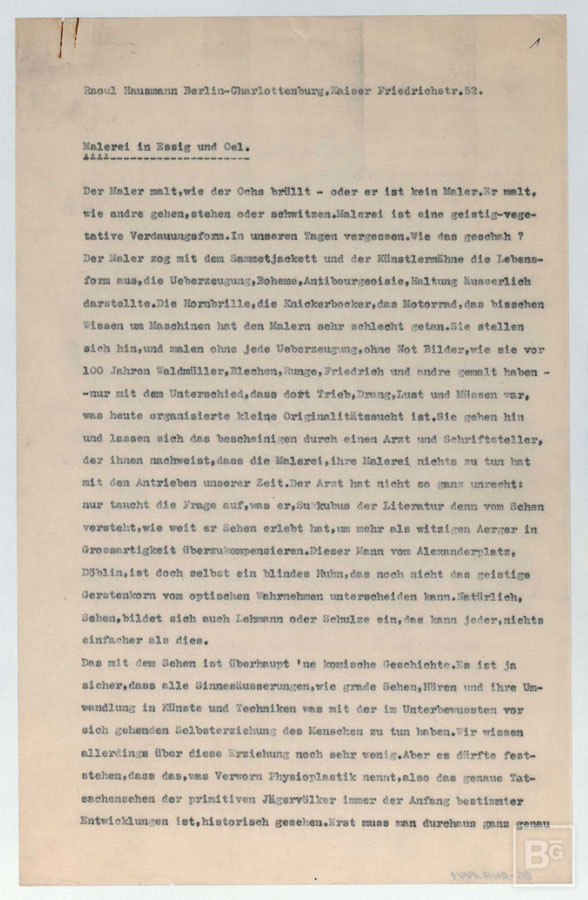 1
Raoul Hausmann Berlin-Charlottenburg,Kaiser Friedrichstr.52.
Malerei in Essig und Oel.
Der Maler malt,wie der Ochs brüllt - oder er ist kein Maler.Er malt,
wie andre gehen,stehen oder schwitzen.Malerei ist eine geistig-vege-
tative Verdauungsform.In unseren Tagen vergessen.Wie das geschah ?
Der Maler zog mit dem Sammetjackett und der Künstlermähne die Lebens-
form aus,die Ueberzeugung,Boheme,Antibourgeoisie,Haltung äusserlich
darstellte.Die Hornbrille,die Knickerbocker,das Motorrad,das bisschen
Wissen um Maschinen hat den Malern sehr schlecht getan.Sie stellen
sich hin,und malen ohne jede Ueberzeugung,ohne Not Bilder,wie sie vor
100 Jahren Waldmüller,Blechen,Runge,Friedrich und andre gemalt haben -
-nur mit dem Unterschied,dass dort Trieb,Drang,Lust und Müssen war,
was heute organisierte kleine Originalitätssucht ist.Sie gehen hin
und lassen sich das bescheinigen durch einen Arzt und Schriftsteller,
der ihnen nachweist,dass die Malerei,ihre Malerei nichts zu tun hat
mit den Antrieben unserer Zeit.Der Arzt hat nicht so ganz unrecht:
nur taucht die Frage auf,was er,Sukkubus der Literatur denn vom Sehen
versteht,wie weit er Sehen erlebt hat,um mehr als witzigen Aerger in
Grossartigkeit überzukompensieren.Dieser Mann vom Alexanderplatz,
Döblin,ist doch selbst ein blindes Huhn,das noch nicht das geistige
Gerstenkorn vom optischen Wahrnehmen unterscheiden kann.Natürlich,
Sehen,bildet sich auch Lehmann oder Schulze ein,das kann jeder,nichts
einfacher als dies.
Das mit dem Sehen ist überhaupt 'ne komische Geschichte.Es ist ja
sicher,dass alle Sinnesäusserungen,wie grade Sehen,Hören und ihre Um-
wandlung in Künste und Techniken was mit der im Unterbewussten vor
sich gehenden Selbsterziehung des Menschen zu tun haben.Wir wissen
allerdings über diese Erziehung noch sehr wenig.Aber es dürfte fest-
stehen,dass das,was Verworn Physioplastik nennt,also das genaue Tat-
sachensehen der primitiven Jägervölker immer der Anfang bestimmter
Entwicklungen ist,historisch gesehen.Erst muss man durchaus ganz genau
BG